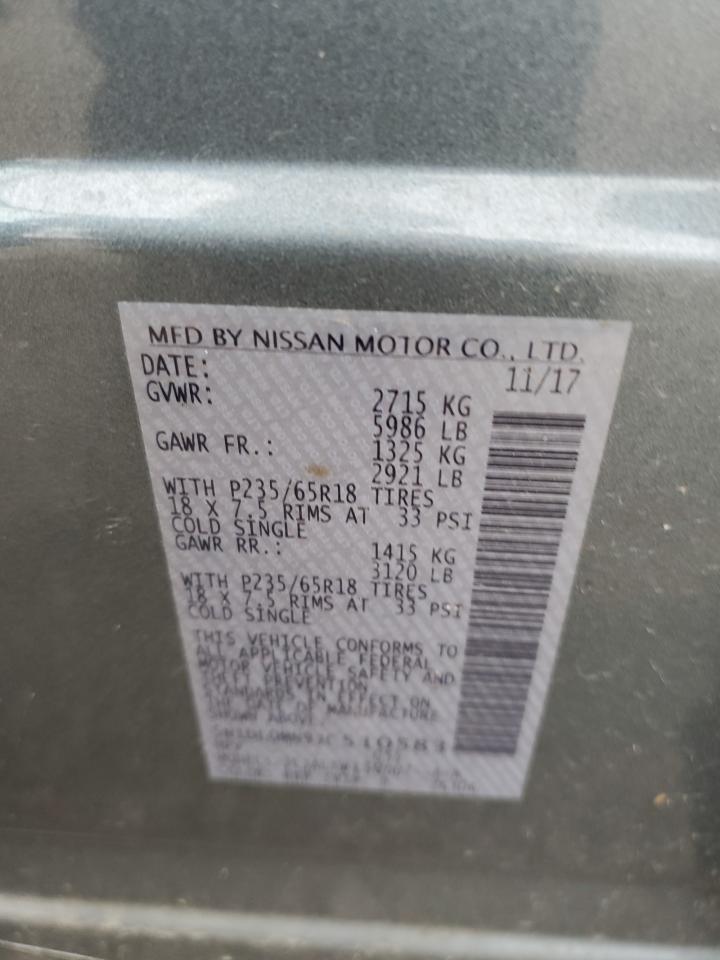 MFD BY NISSAN MOTOR CO., LTD.
DATE: 11/17
GVWR: 2715 KG
5986 LB
GAWR FR.: 1325 KG
2921 LB
WITH P235/65R18 TIRES
18 X 7.5 RIMS AT 33 PSI
COLD SINGLE
GAWR RR.: 1415 KG
3120 LB
WITH P235/65R18 TIRES
18 X 7.5 RIMS AT 33 PSI
COLD SINGLE
THIS VEHICLE CONFORMS TO
ALL APPLICABLE FEDERAL
MOTOR VEHICLE SAFETY AND
THEFT PREVENTION
STANDARDS IN EFFECT ON
THE DATE OF MANUFACTURE
SHOWN ABOVE.